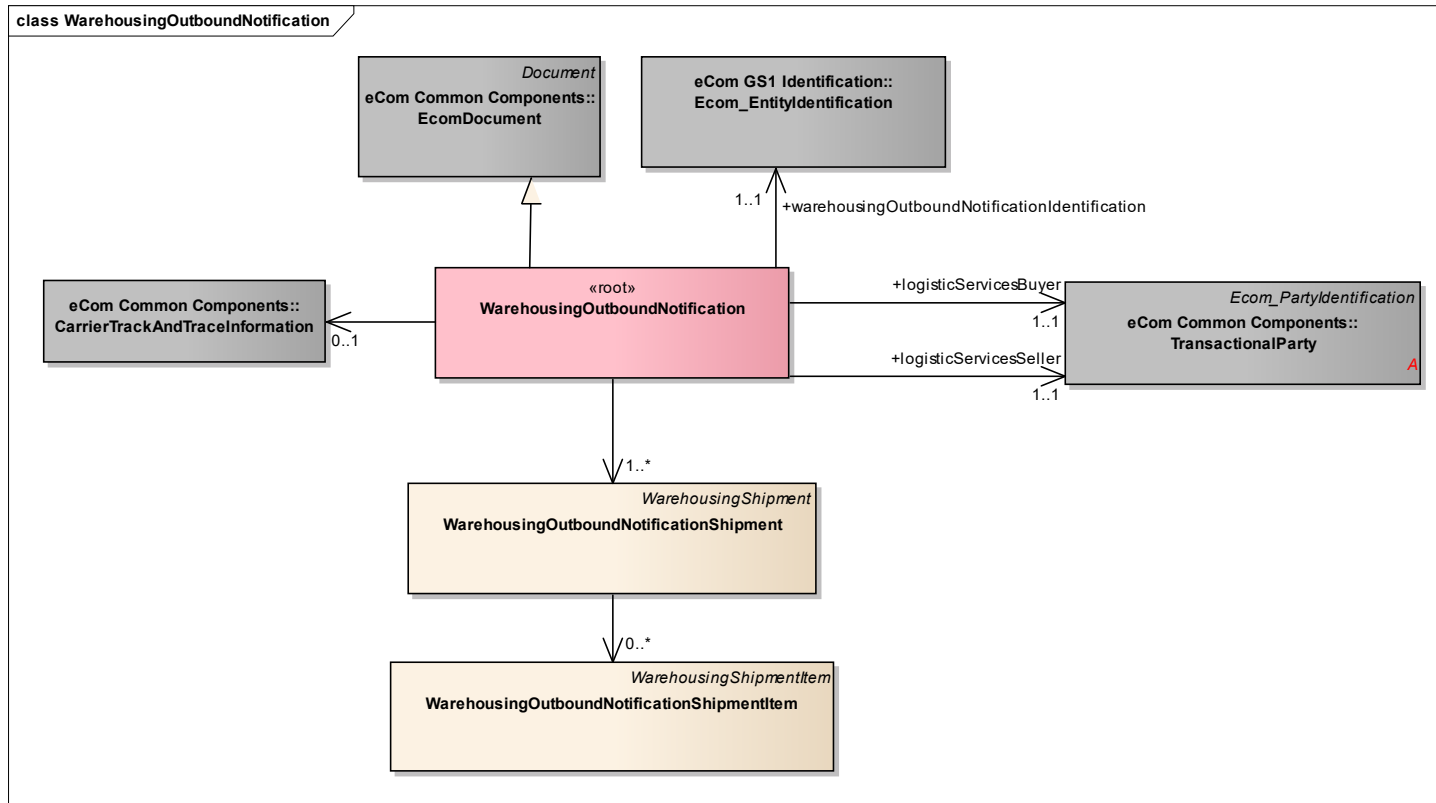 class WarehousingOutboundNotification
Document
eCom Common Components::
EcomDocument
eCom GS1 Identification::
Ecom_EntityIdentification
1..1
+warehousingOutboundNotificationIdentification
eCom Common Components::
CarrierTrackAndTraceInformation
0..1
«root»
WarehousingOutboundNotification
+logisticServicesBuyer
1..1
+logisticServicesSeller
1..1
Ecom_PartyIdentification
eCom Common Components::
TransactionalParty
A
1..*
WarehousingShipment
WarehousingOutboundNotificationShipment
0..*
WarehousingShipmentItem
WarehousingOutboundNotificationShipmentItem